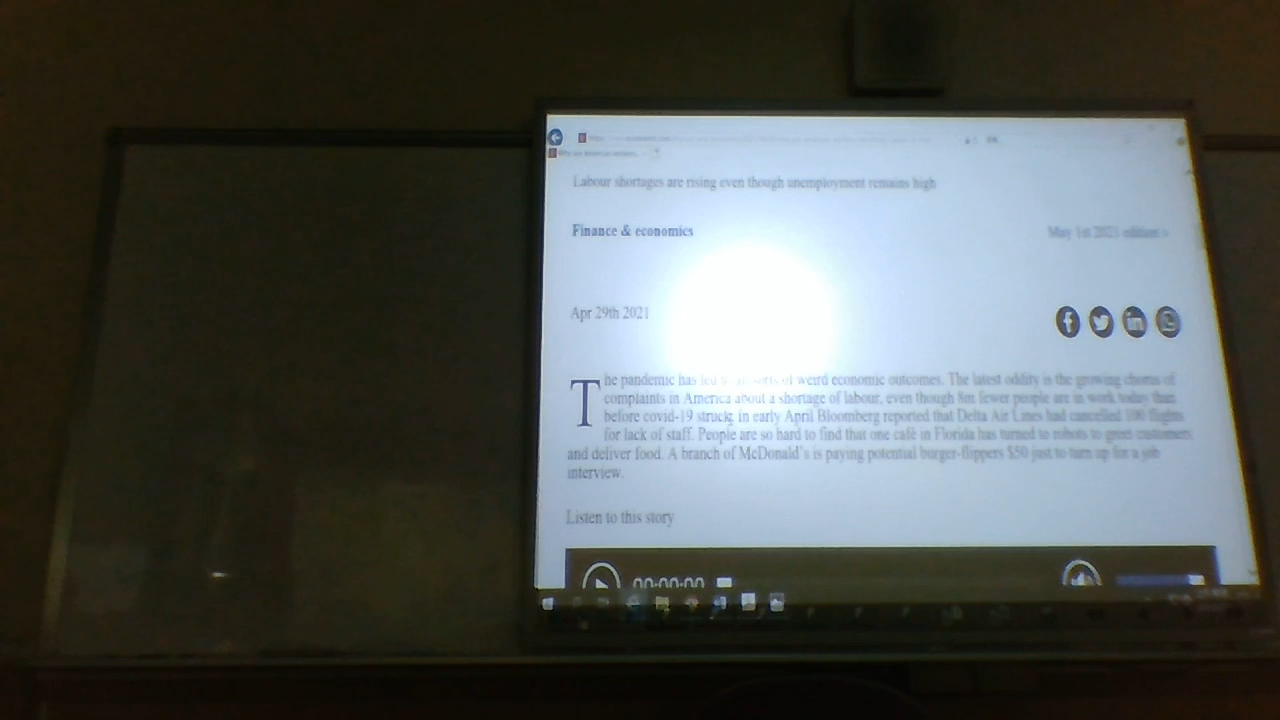 Labour shortages are rising even though unemployment remains high
Finance & economics
May 1st 2021 edition >
Apr 29th 2021
The pandemic has led to all sorts of weird economic outcomes. The latest oddity is the growing chorus of
complaints in America about a shortage of labour, even though 8m fewer people are in work today than
before covid-19 struck; in early April Bloomberg reported that Delta Air Lines had cancelled 100 flights
for lack of staff. People are so hard to find that one café in Florida has turned to robots to greet customers
and deliver food. A branch of McDonald's is paying potential burger-flippers $50 just to turn up for a job
interview.
Listen to this story
00:00:00